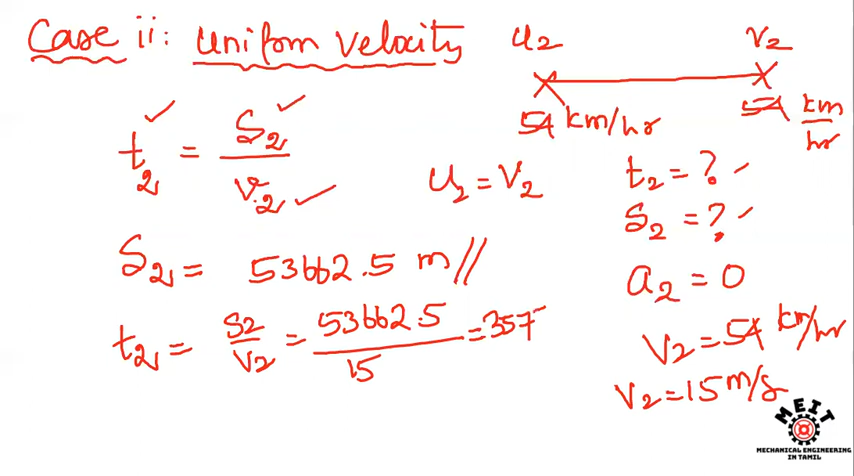 Case ii: Uniform Velocity
u2 v2
54 km/hr 54 km/hr
t2 = S2/v2
u2 = v2
t2 = ?
S2 = ?
a2 = 0
v2 = 54 km/hr
v2 = 15 m/s
S2 = 53662.5 m //
t2 = S2/v2 = 53662.5/15 = 357
MEIT
MECHANICAL ENGINEERING
IN TAMIL